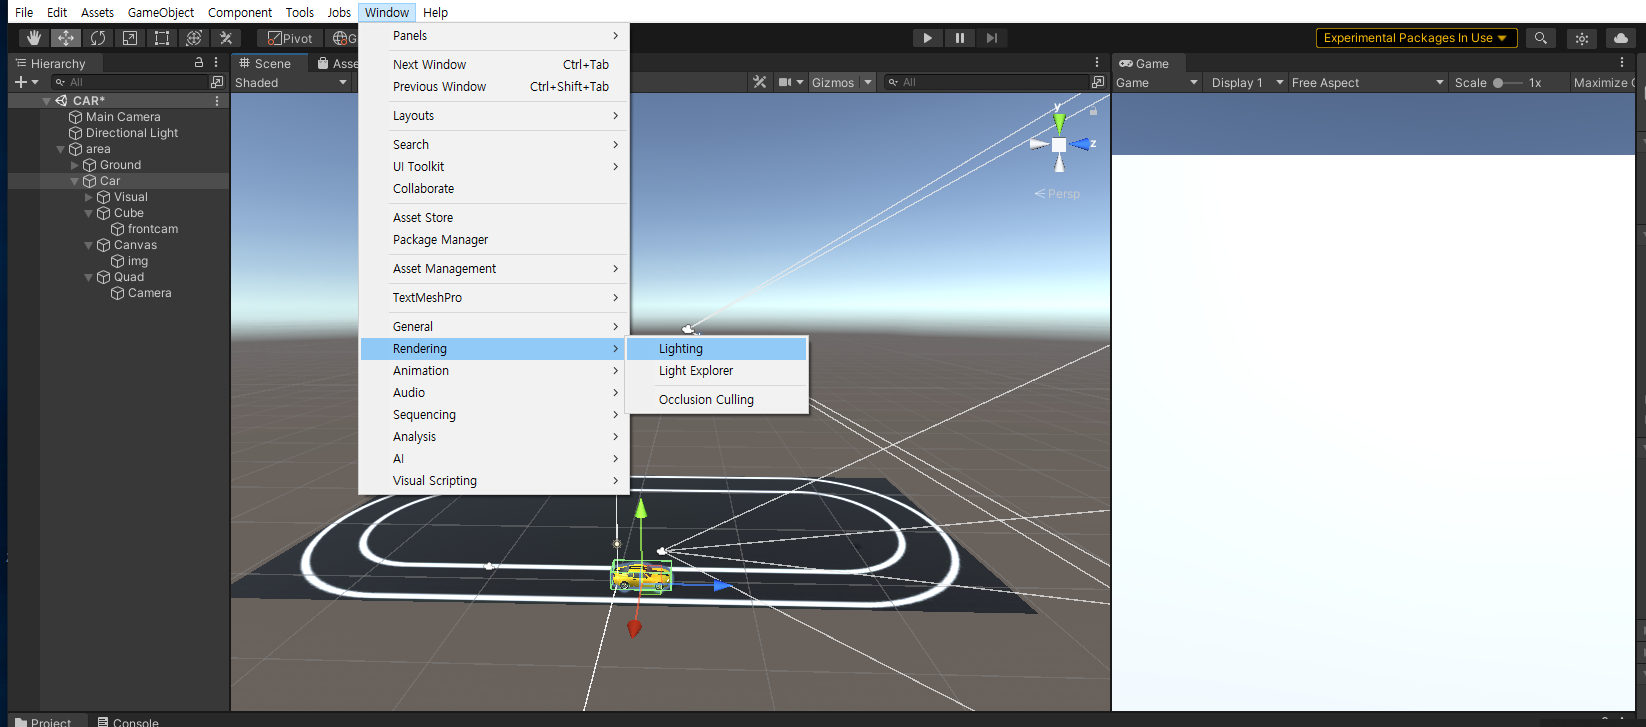 File Edit Assets GameObject Component Tools Jobs Window Help
Pivot
Experimental Packages In Use
Hierarchy
All
CAR*
Main Camera
Directional Light
area
Ground
Car
Visual
Cube
frontcam
Canvas
img
Quad
Camera
Scene
Asse
Shaded
Gizmos
All
Panels
Next Window Ctrl+Tab
Previous Window Ctrl+Shift+Tab
Layouts
Search
UI Toolkit
Collaborate
Asset Store
Package Manager
Asset Management
TextMeshPro
General
Rendering
Animation
Audio
Sequencing
Analysis
AI
Visual Scripting
Lighting
Light Explorer
Occlusion Culling
y
z
Persp
Game
Game Display 1 Free Aspect Scale 1x Maximize
Project
Console